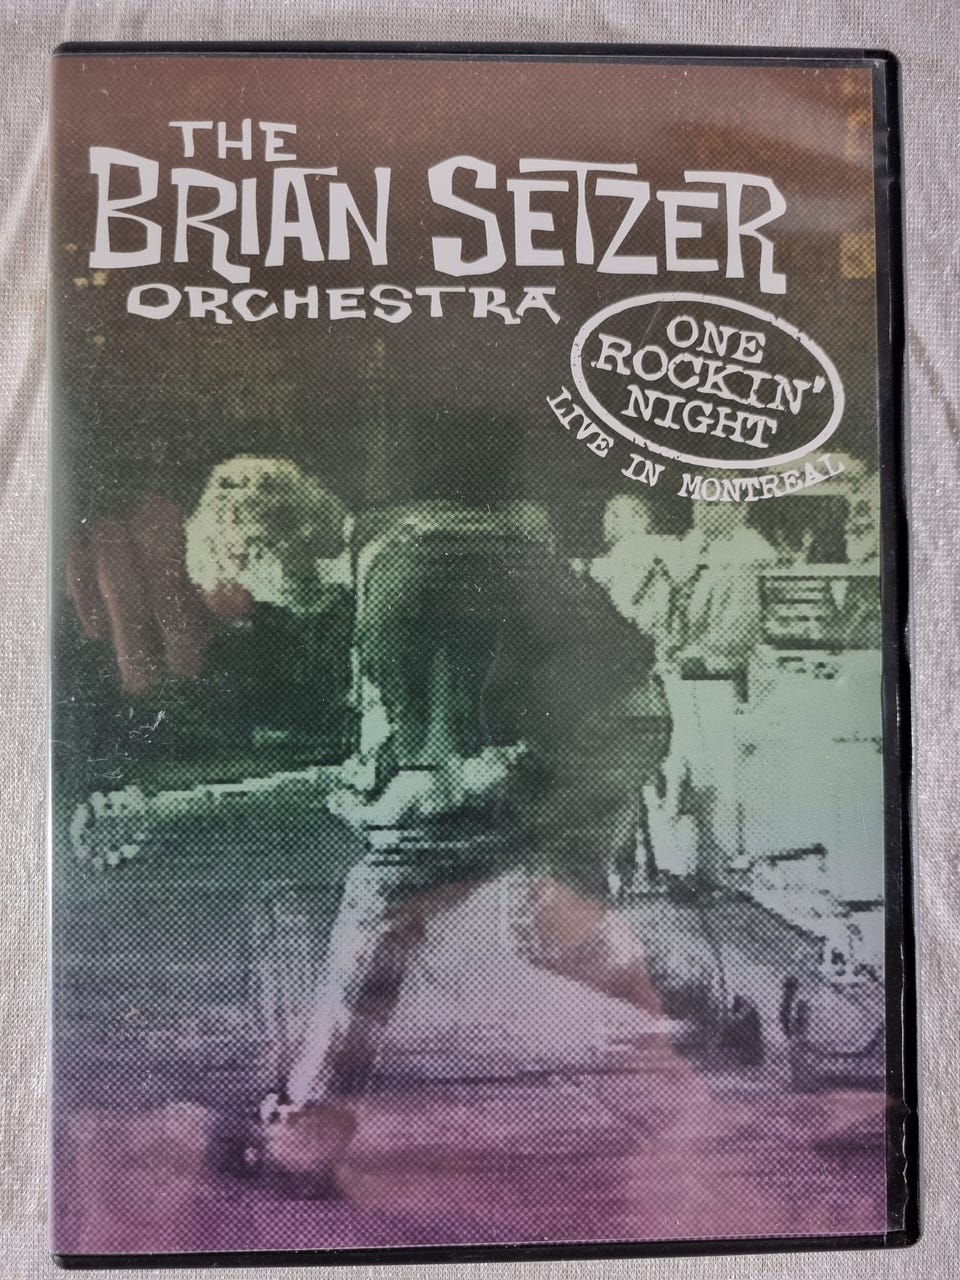 THE
BRIAN SETZER
ORCHESTRA
ONE
ROCKIN'
NIGHT
LIVE IN MONTREAL